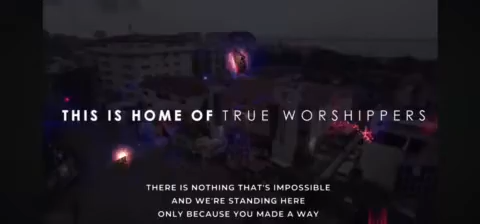 THIS IS HOME OF TRUE WORSHIPPERS
THERE IS NOTHING THAT'S IMPOSSIBLE
AND WE'RE STANDING HERE
ONLY BECAUSE YOU MADE A WAY